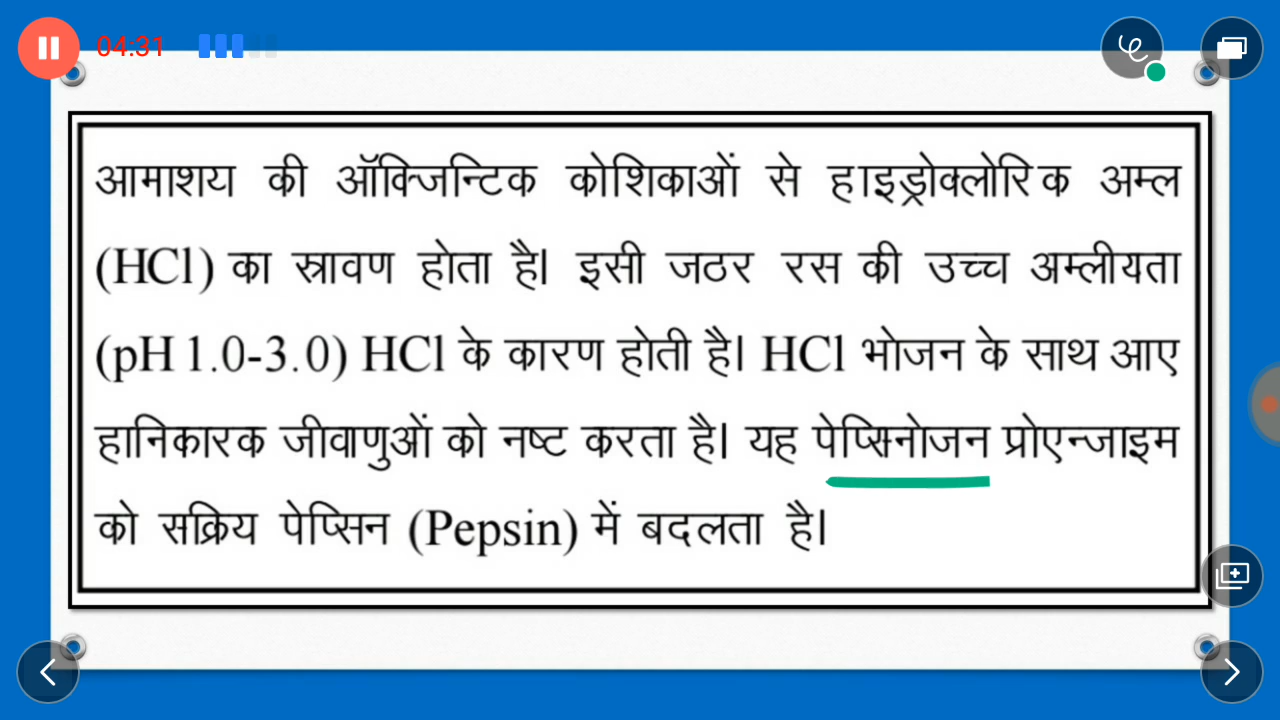 04:31
आमाशय की ऑक्जिन्टिक कोशिकाओं से हाइड्रोक्लोरिक अम्ल
(HCl) का स्रावण होता है। इसी जठर रस की उच्च अम्लीयता
(pH 1.0-3.0) HCl के कारण होती है। HCl भोजन के साथ आए
हानिकारक जीवाणुओं को नष्ट करता है। यह पेप्सिनोजन प्रोएन्जाइम
को सक्रिय पेप्सिन (Pepsin) में बदलता है।